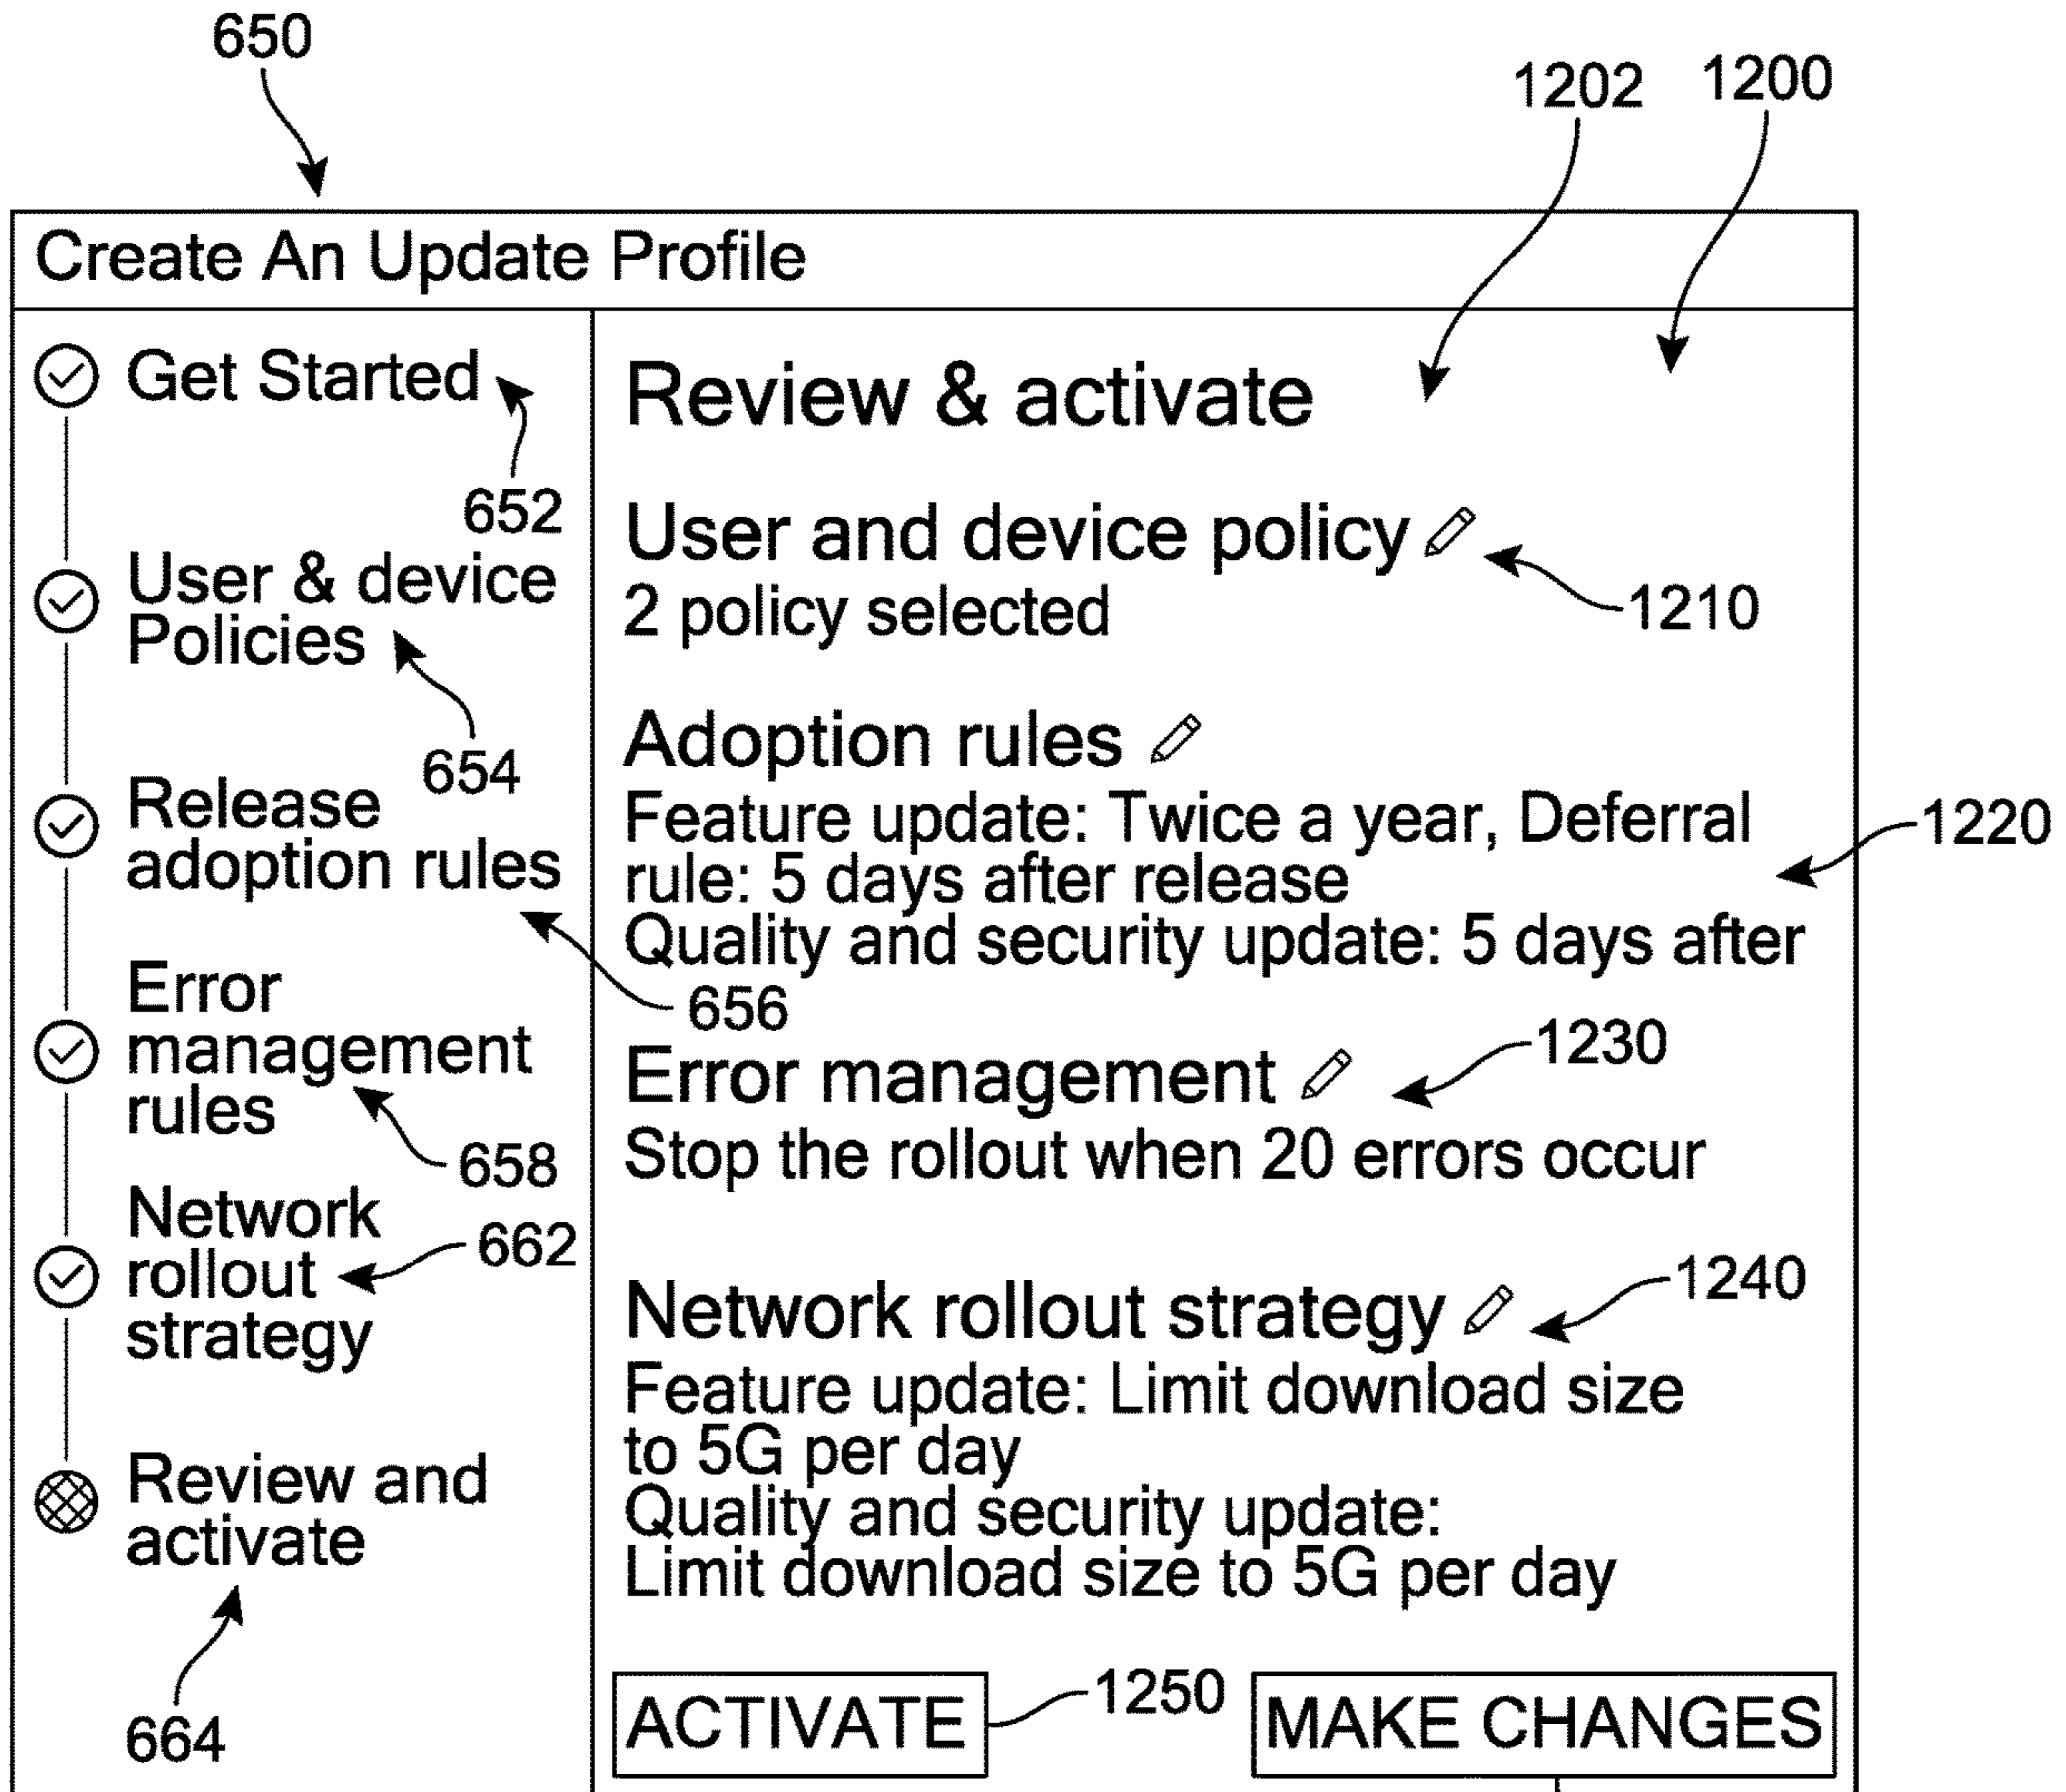 650
1202
1200
Create An Update Profile
Get Started
652
User & device
Policies
654
Release
adoption rules
656
Error
management
rules
658
Network
rollout
strategy
662
Review and
activate
664
Review & activate
User and device policy
1210
2 policy selected
Adoption rules
Feature update: Twice a year, Deferral
rule: 5 days after release
Quality and security update: 5 days after
1220
Error management
1230
Stop the rollout when 20 errors occur
Network rollout strategy
1240
Feature update: Limit download size
to 5G per day
Quality and security update:
Limit download size to 5G per day
ACTIVATE
1250
MAKE CHANGES